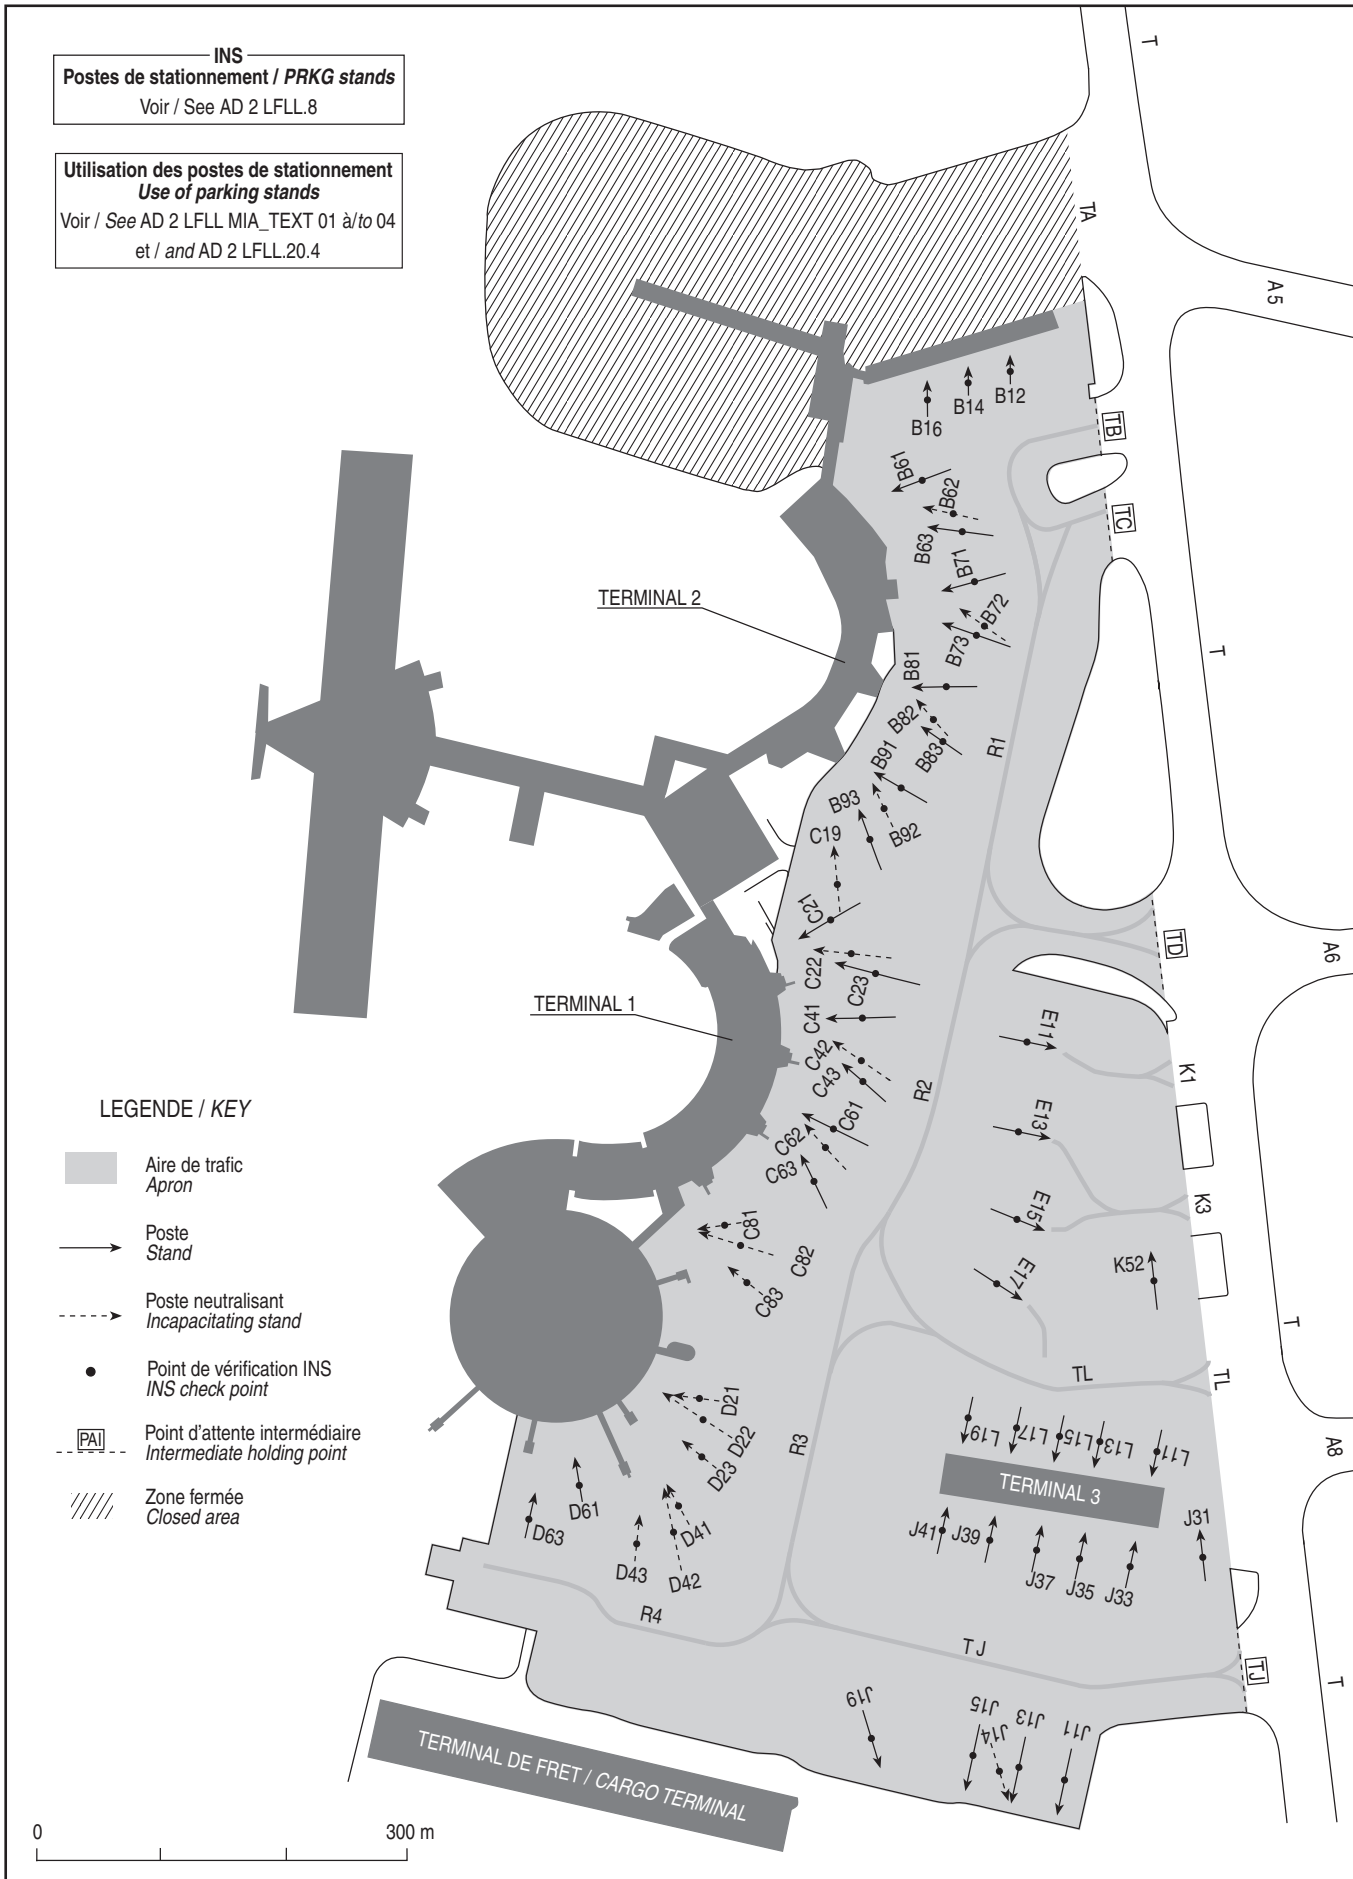 INS
Postes de stationnement / PRKG stands
Voir / See AD 2 LFLL.8
Utilisation des postes de stationnement
Use of parking stands
Voir / See AD 2 LFLL MIA_TEXT 01 à/to 04
et / and AD 2 LFLL.20.4
T
TA
A5
B12
B14
B16
TB
B61
B62
TC
B63
B71
TERMINAL 2
B72
B73
T
B81
B82
B83
R1
B91
B93
B92
C19
C21
TD
A6
C22
C23
TERMINAL 1
C41
E11
C42
C43
K1
R2
LEGENDE / KEY
C61
E13
C62
C63
Aire de trafic
Apron
K3
E15
C81
Poste
Stand
C82
K52
E17
C83
Poste neutralisant
Incapacitating stand
T
Point de vérification INS
INS check point
TL
TL
D21
D22
PAI
Point d'attente intermédiaire
Intermediate holding point
L19
L17
L15
L13
L11
R3
A8
D23
TERMINAL 3
Zone fermée
Closed area
D61
D63
D41
J31
J41
J39
D43
D42
J37
J35
J33
R4
TJ
TJ
T
J19
J15
J14
J13
J11
TERMINAL DE FRET / CARGO TERMINAL
0
300 m